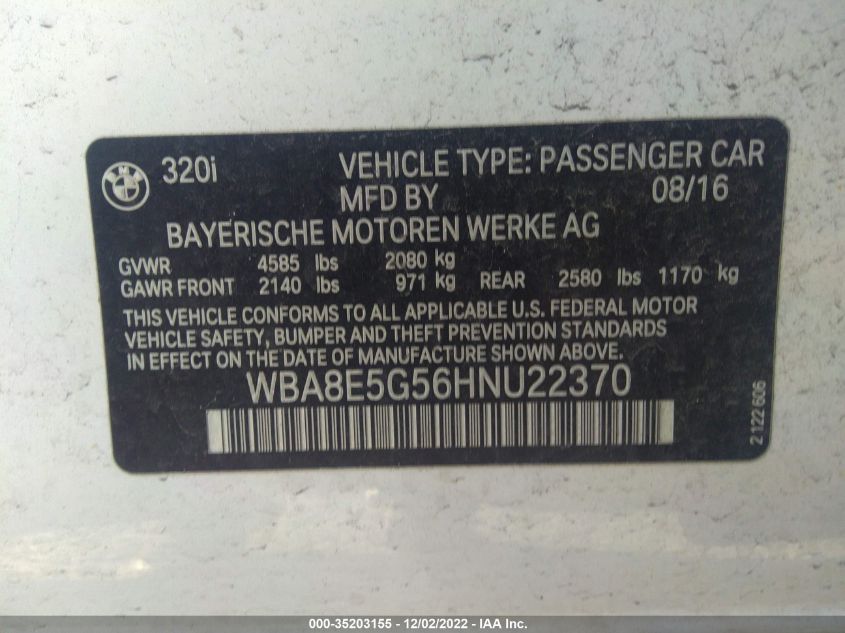 BMW
320i VEHICLE TYPE: PASSENGER CAR
MFD BY 08/16
BAYERISCHE MOTOREN WERKE AG
GVWR 4585 lbs 2080 kg
GAWR FRONT 2140 lbs 971 kg REAR 2580 lbs 1170 kg
THIS VEHICLE CONFORMS TO ALL APPLICABLE U.S. FEDERAL MOTOR
VEHICLE SAFETY, BUMPER AND THEFT PREVENTION STANDARDS
IN EFFECT ON THE DATE OF MANUFACTURE SHOWN ABOVE.
WBA8E5G56HNU22370
2122606
000-35203155 - 12/02/2022 - IAA Inc.